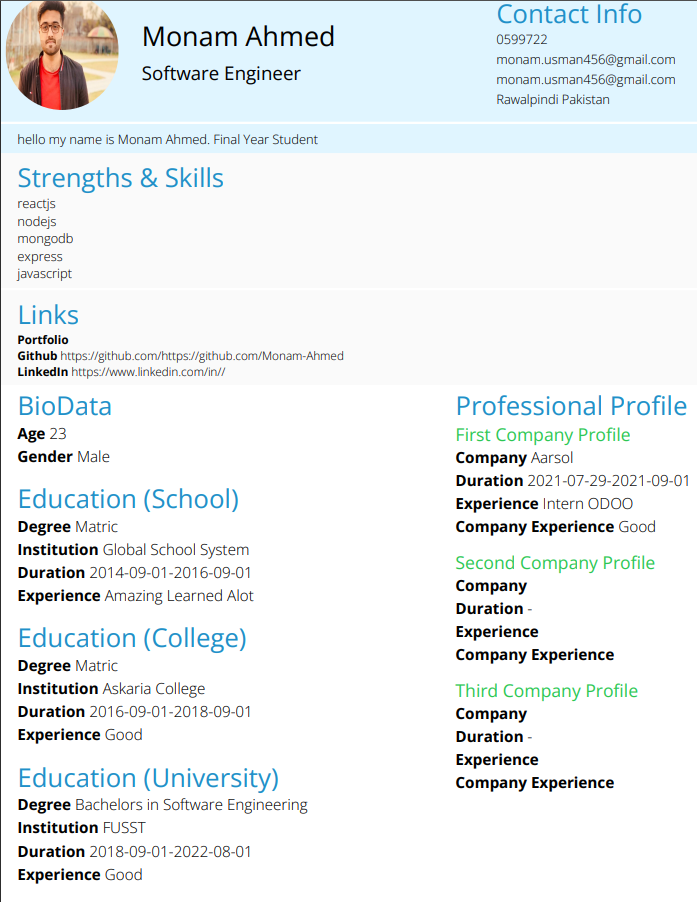 Monam Ahmed
Software Engineer
Contact Info
0599722
monam.usman456@gmail.com
monam.usman456@gmail.com
Rawalpindi Pakistan
hello my name is Monam Ahmed. Final Year Student
Strengths & Skills
reactjs
nodejs
mongodb
express
javascript
Links
Portfolio
Github https://github.com/https://github.com/Monam-Ahmed
LinkedIn https://www.linkedin.com/in//
BioData
Age 23
Gender Male
Education (School)
Degree Matric
Institution Global School System
Duration 2014-09-01-2016-09-01
Experience Amazing Learned Alot
Education (College)
Degree Matric
Institution Askaria College
Duration 2016-09-01-2018-09-01
Experience Good
Education (University)
Degree Bachelors in Software Engineering
Institution FUSST
Duration 2018-09-01-2022-08-01
Experience Good
Professional Profile
First Company Profile
Company Aarsol
Duration 2021-07-29-2021-09-01
Experience Intern ODOO
Company Experience Good
Second Company Profile
Company
Duration -
Experience
Company Experience
Third Company Profile
Company
Duration -
Experience
Company Experience